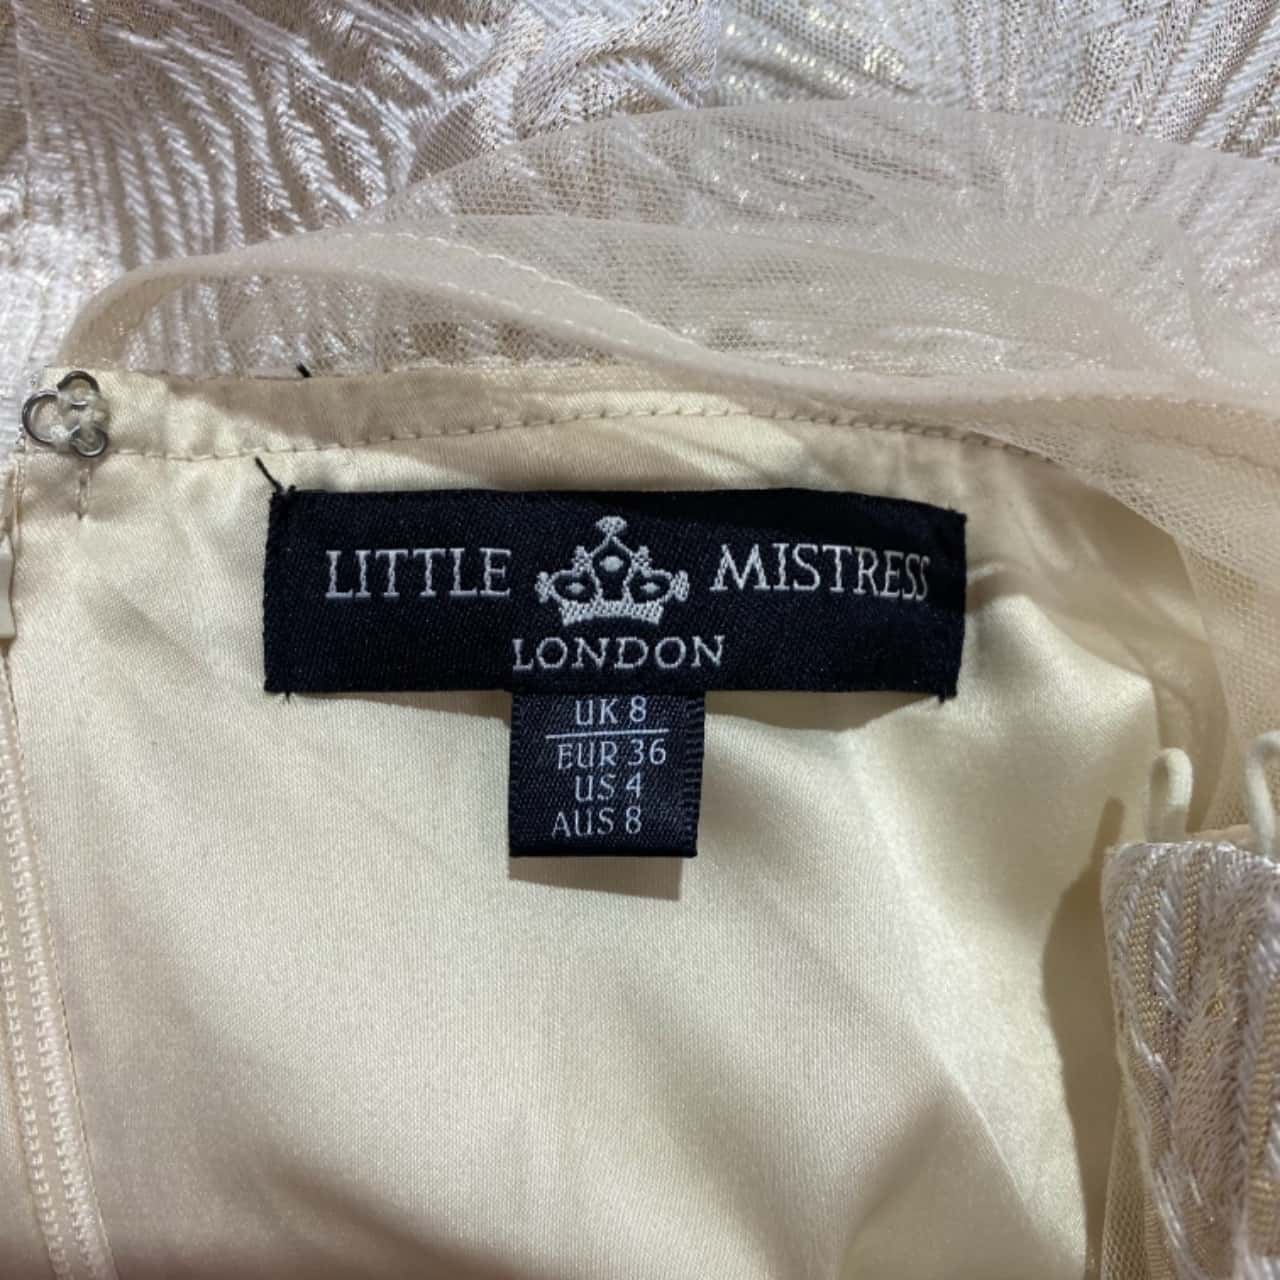 LITTLE MISTRESS
LONDON
UK 8
EUR 36
US 4
AUS 8